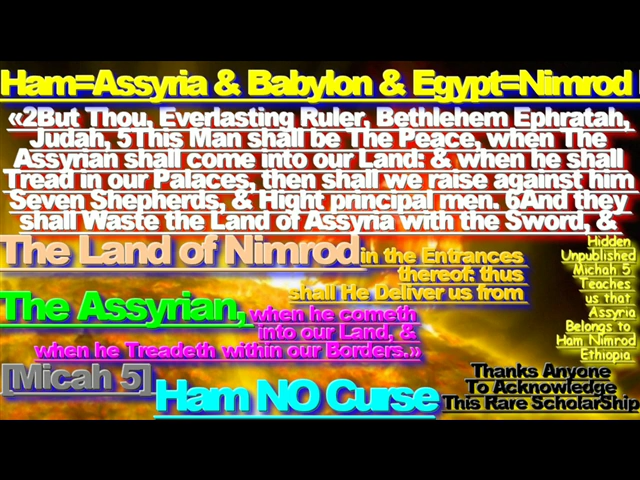 Ham=Assyria & Babylon & Egypt=Nimrod
«2But Thou, Everlasting Ruler, Bethlehem Ephratah,
Judah, 5This Man shall be The Peace, when The
Assyrian shall come into our Land: & when he shall
Tread in our Palaces, then shall we raise against him
Seven Shepherds, & Hight principal men. 6And they
shall Waste the Land of Assyria with the Sword, &
The Land of Nimrod in the Entrances
thereof: thus
shall He Deliver us from
The Assyrian, when he cometh
into our Land, &
when he Treadeth within our Borders.»
[Micah 5]
Ham NO Curse
Hidden
Unpublished
Michah 5
Teaches
us that
Assyria
Belongs to
Ham Nimrod
Ethiopia
Thanks Anyone
To Acknowledge
This Rare ScholarShip